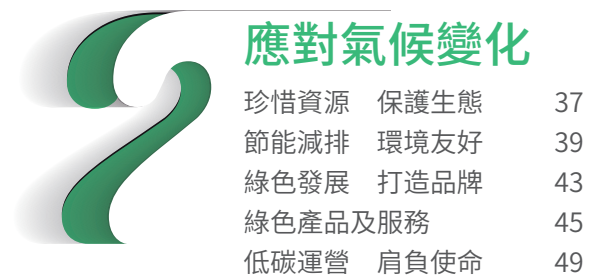 應對氣候變化
珍惜資源 保護生態 37
節能減排 環境友好 39
綠色發展 打造品牌 43
綠色產品及服務 45
低碳運營 肩負使命 49